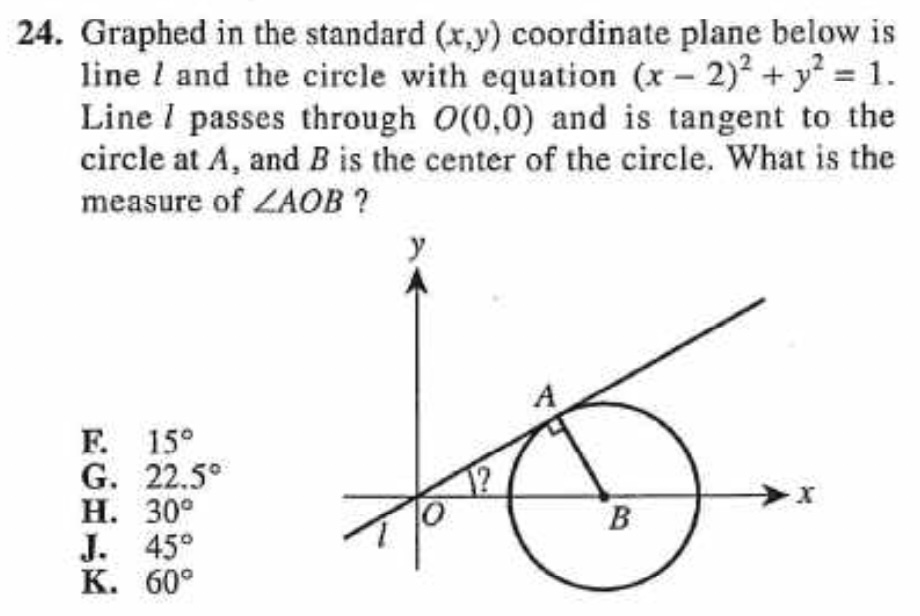 24. Graphed in the standard (x,y) coordinate plane below is
line l and the circle with equation (x – 2)² + y² = 1.
Line l passes through O(0,0) and is tangent to the
circle at A, and B is the center of the circle. What is the
measure of ∠AOB ?
y
A
?
x
O
B
l
F. 15°
G. 22.5°
H. 30°
J. 45°
K. 60°